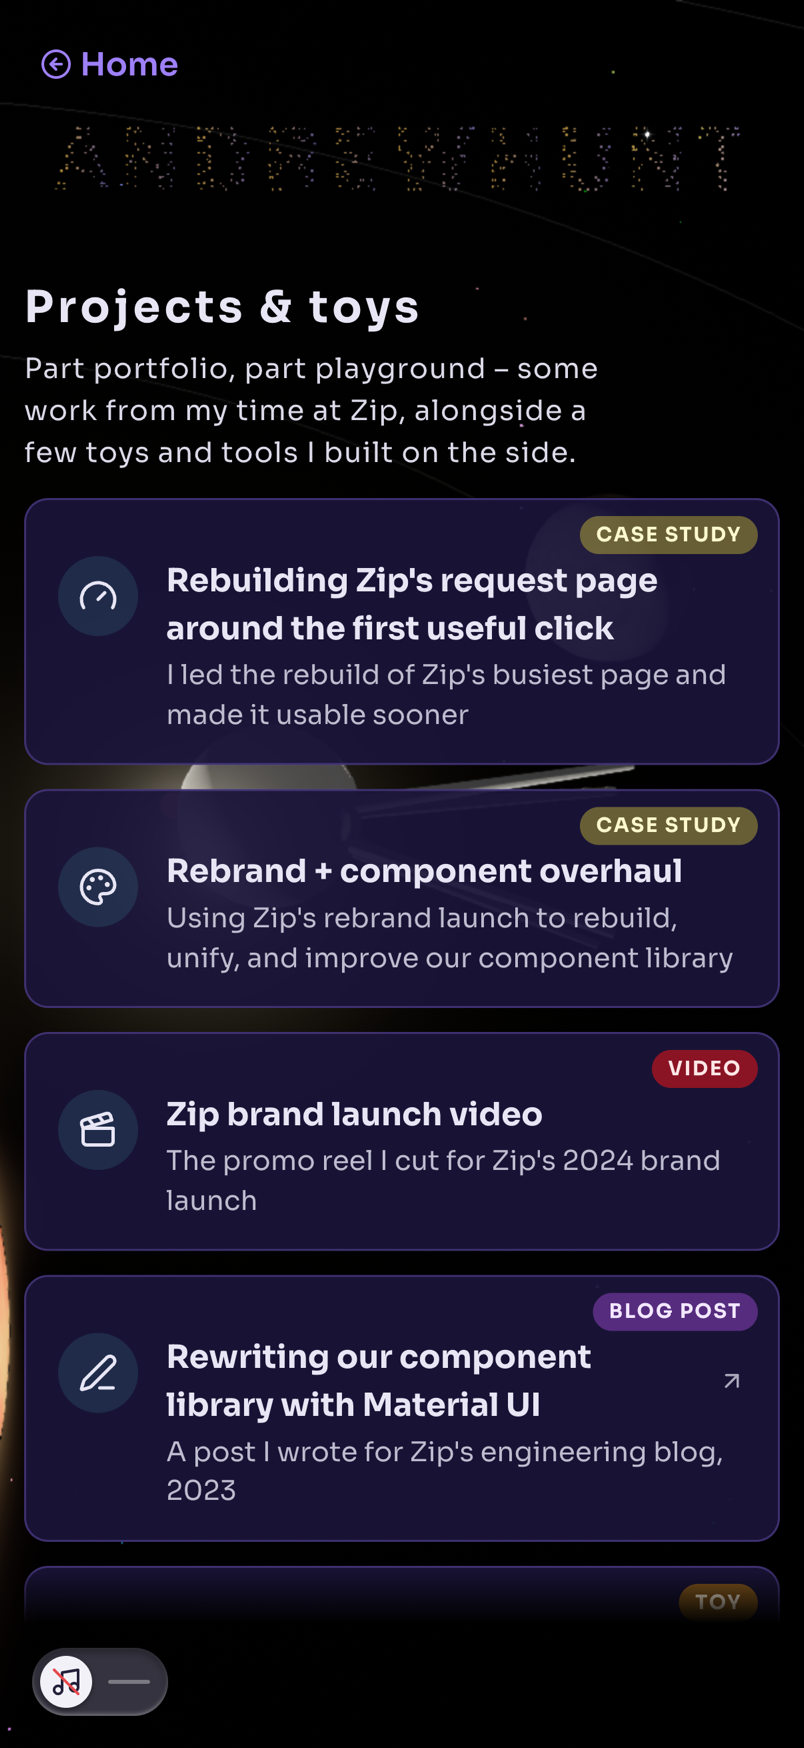 Home
ANDREW HUNT
Projects & toys
Part portfolio, part playground – some
work from my time at Zip, alongside a
few toys and tools I built on the side.
CASE STUDY
Rebuilding Zip's request page
around the first useful click
I led the rebuild of Zip's busiest page and
made it usable sooner
CASE STUDY
Rebrand + component overhaul
Using Zip's rebrand launch to rebuild,
unify, and improve our component library
VIDEO
Zip brand launch video
The promo reel I cut for Zip's 2024 brand
launch
BLOG POST
Rewriting our component
library with Material UI
A post I wrote for Zip's engineering blog,
2023
TOY